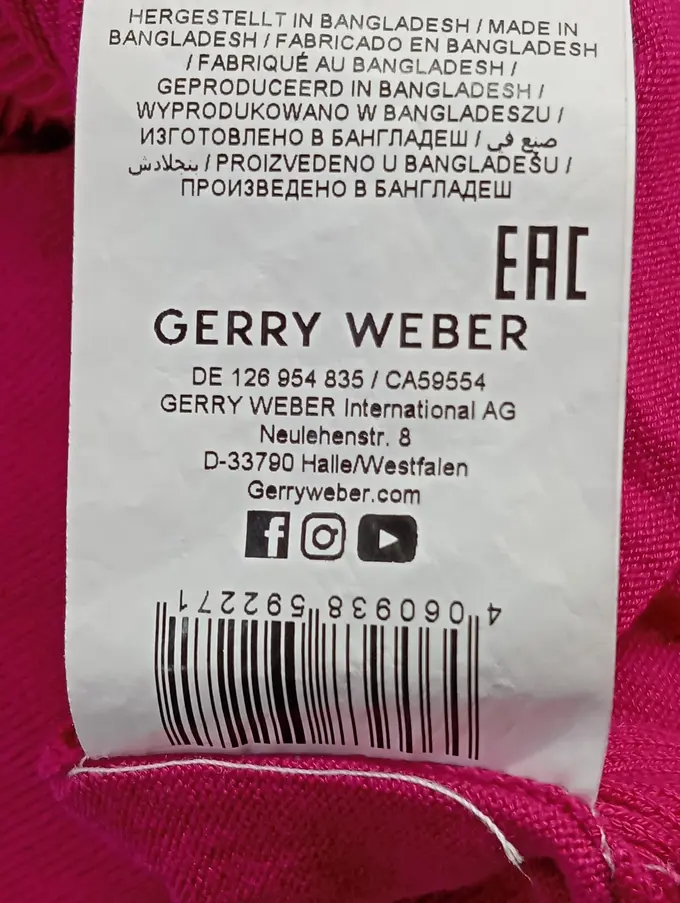 HERGESTELLT IN BANGLADESH / MADE IN
BANGLADESH / FABRICADO EN BANGLADESH
/ FABRIQUÉ AU BANGLADESH /
GEPRODUCEERD IN BANGLADESH /
WYPRODUKOWANO W BANGLADESZU /
ИЗГОТОВЛЕНО В БАНГЛАДЕШ / صنع في
بنجلادش / PROIZVEDENO U BANGLADEŠU /
ПРОИЗВЕДЕНО В БАНГЛАДЕШ
EAC
GERRY WEBER
DE 126 954 835 / CA59554
GERRY WEBER International AG
Neulehenstr. 8
D-33790 Halle/Westfalen
Gerryweber.com
4 060938 592271